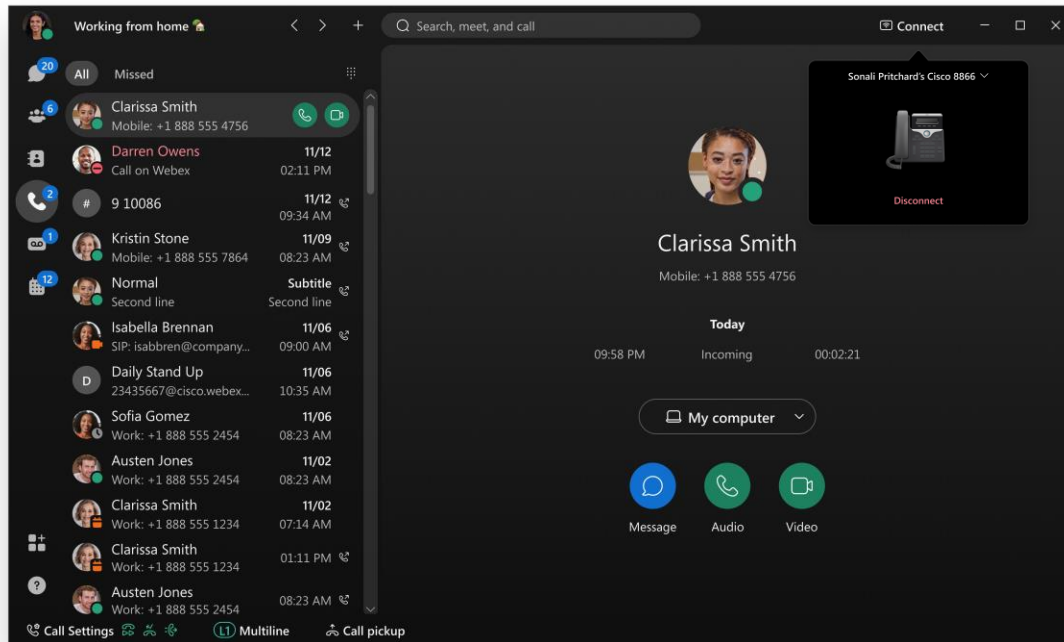 Working from home
Search, meet, and call
Connect
20
6
2
1
12
All
Missed
Clarissa Smith
Mobile: +1 888 555 4756
Darren Owens
11/12
Call on Webex
02:11 PM
#
9 10086
11/12
09:34 AM
Kristin Stone
11/09
Mobile: +1 888 555 7864
08:23 AM
Normal
Subtitle
Second line
Second line
Isabella Brennan
11/06
SIP: isabbren@company...
09:00 AM
D
Daily Stand Up
11/06
23435667@cisco.webex...
10:35 AM
Sofia Gomez
11/06
Work: +1 888 555 2454
08:23 AM
Austen Jones
11/02
Work: +1 888 555 2454
08:23 AM
Clarissa Smith
11/02
Work: +1 888 555 1234
07:14 AM
Clarissa Smith
Work: +1 888 555 1234
01:11 PM
Austen Jones
Work: +1 888 555 2454
08:23 AM
?
Call Settings
L1 Multiline
Call pickup
Sonali Pritchard's Cisco 8866
Disconnect
Clarissa Smith
Mobile: +1 888 555 4756
Today
09:58 PM
Incoming
00:02:21
My computer
Message
Audio
Video